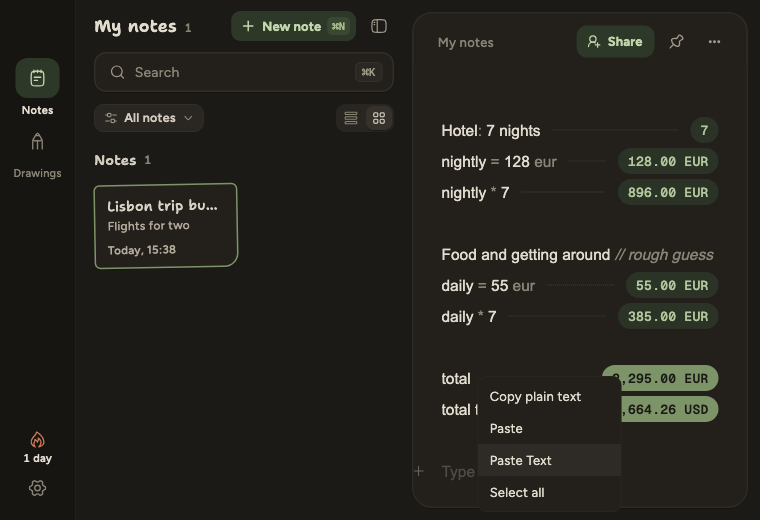 My notes 1
+ New note ⌘N
Search ⌘K
All notes
Notes
Drawings
Notes 1
Lisbon trip bu...
Flights for two
Today, 15:38
1 day
My notes
Share
Hotel: 7 nights 7
nightly = 128 eur 128.00 EUR
nightly * 7 896.00 EUR
Food and getting around // rough guess
daily = 55 eur 55.00 EUR
daily * 7 385.00 EUR
total ,295.00 EUR
total ,664.26 USD
+ Type
Copy plain text
Paste
Paste Text
Select all